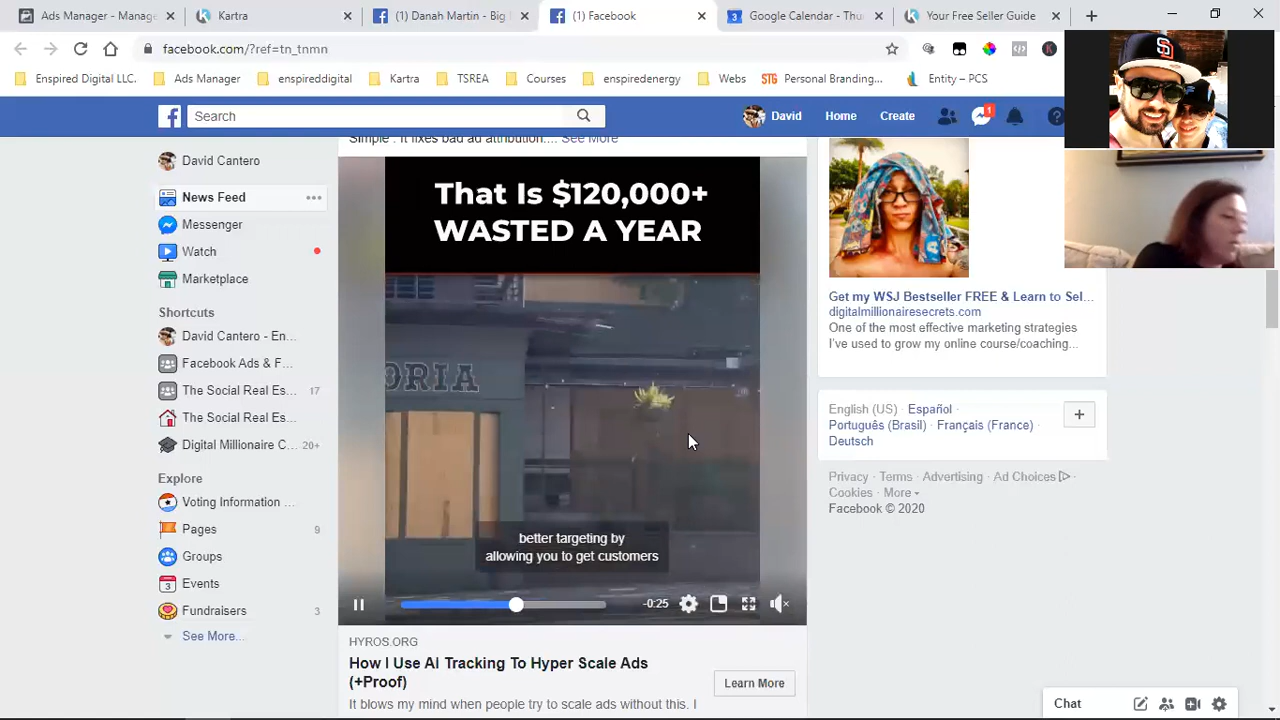 Ads Manager - Manage
Kartra
(1) Danah Martin - Big
(1) Facebook
Google Calendar - Thu
Your Free Seller Guide
facebook.com/?ref=tn_tnmn
Enspired Digital LLC.
Ads Manager
enspireddigital
Kartra
TSREA
Courses
enspiredenergy
Webs
STG Personal Branding...
Entity – PCS
Search
David
Home
Create
1
David Cantero
News Feed
Messenger
Watch
Marketplace
Shortcuts
David Cantero - En...
Facebook Ads & F...
The Social Real Es... 17
The Social Real Es...
Digital Millionaire C... 20+
Explore
Voting Information ...
Pages 9
Groups
Events
Fundraisers 3
See More...
Simple . It fixes bad ad attribution.... See More
That Is $120,000+
WASTED A YEAR
ORIA
better targeting by
allowing you to get customers
-0:25
HYROS.ORG
How I Use AI Tracking To Hyper Scale Ads
(+Proof)
It blows my mind when people try to scale ads without this. I
Learn More
Get my WSJ Bestseller FREE & Learn to Sel...
digitalmillionairesecrets.com
One of the most effective marketing strategies
I've used to grow my online course/coaching...
English (US) · Español ·
Português (Brasil) · Français (France) ·
Deutsch
Privacy · Terms · Advertising · Ad Choices ·
Cookies · More
Facebook © 2020
Chat